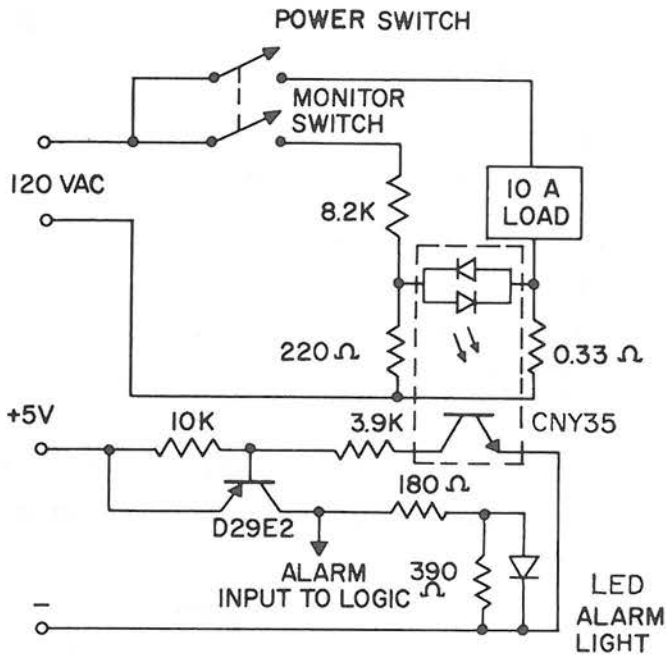 POWER SWITCH
MONITOR
SWITCH
120 VAC
8.2K
10 A
LOAD
220 Ω
0.33 Ω
+5V
10K
3.9K
CNY35
180 Ω
D29E2
ALARM
INPUT TO LOGIC
390
Ω
LED
ALARM
LIGHT
–